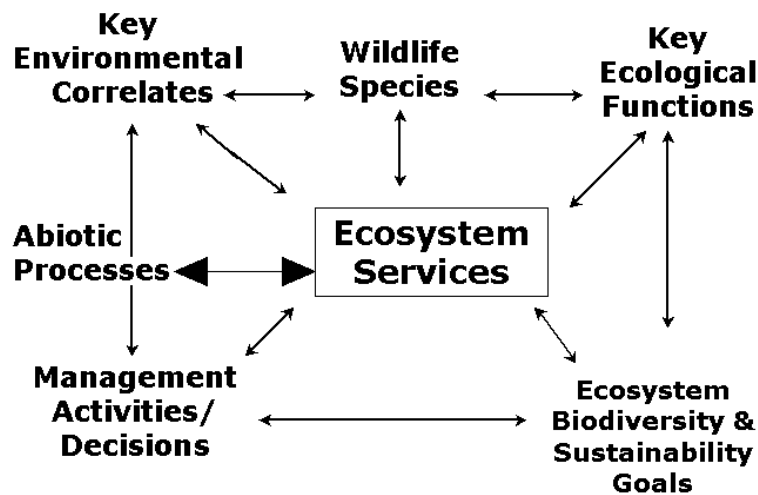 Key
Environmental
Correlates
Wildlife
Species
Key
Ecological
Functions
Abiotic
Processes
Ecosystem
Services
Management
Activities/
Decisions
Ecosystem
Biodiversity &
Sustainability
Goals